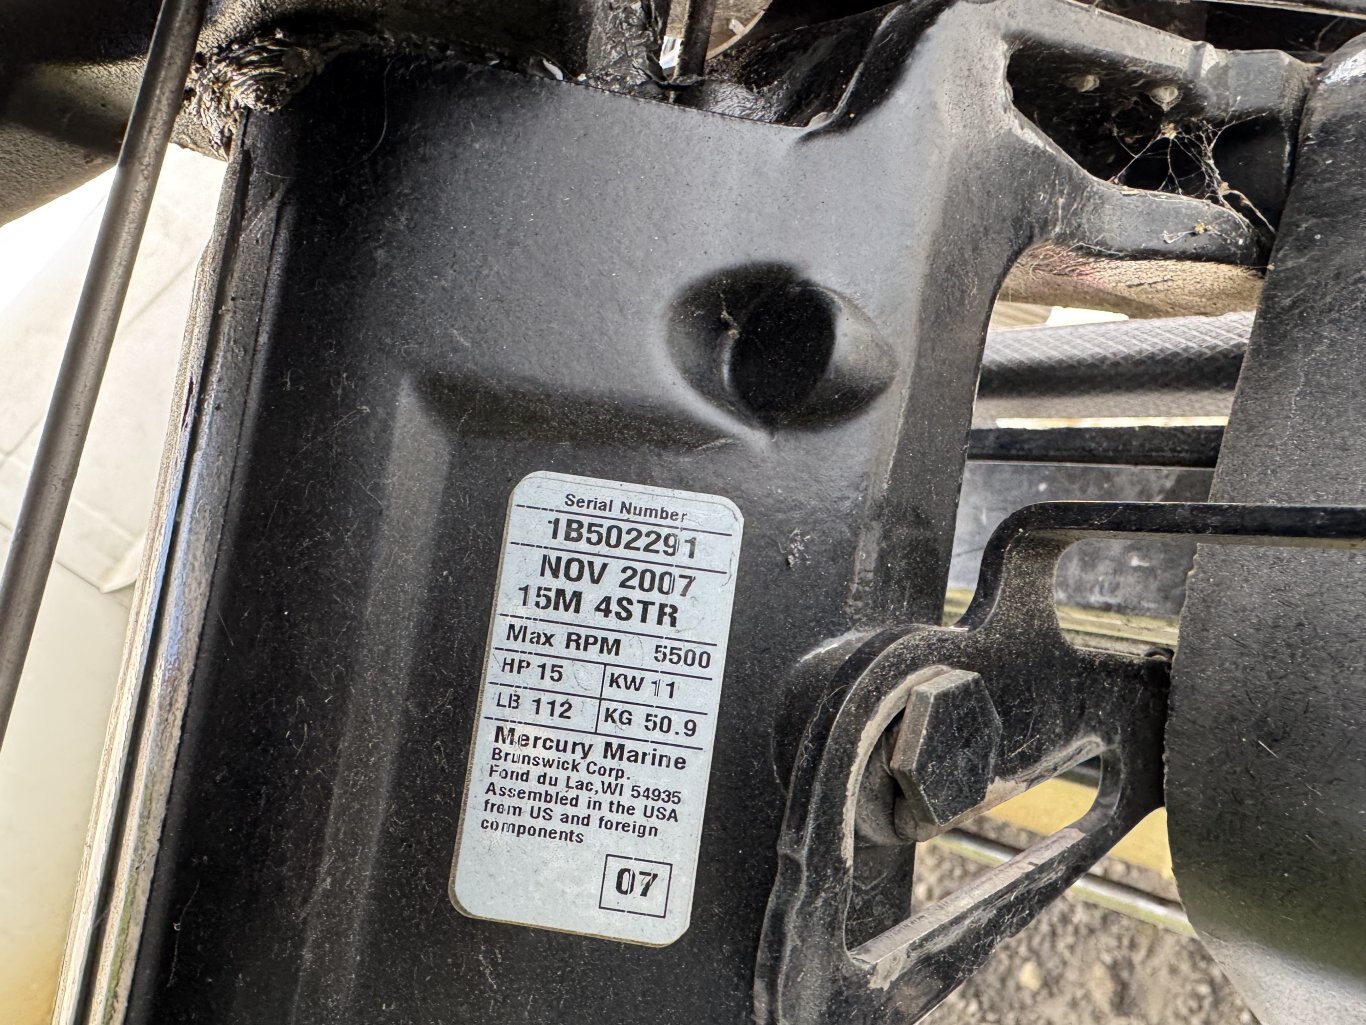 Serial Number
1B502291
NOV 2007
15M 4STR
Max RPM 5500
HP 15 KW 11
LB 112 KG 50.9
Mercury Marine
Brunswick Corp.
Fond du Lac,WI 54935
Assembled in the USA
from US and foreign
components
07